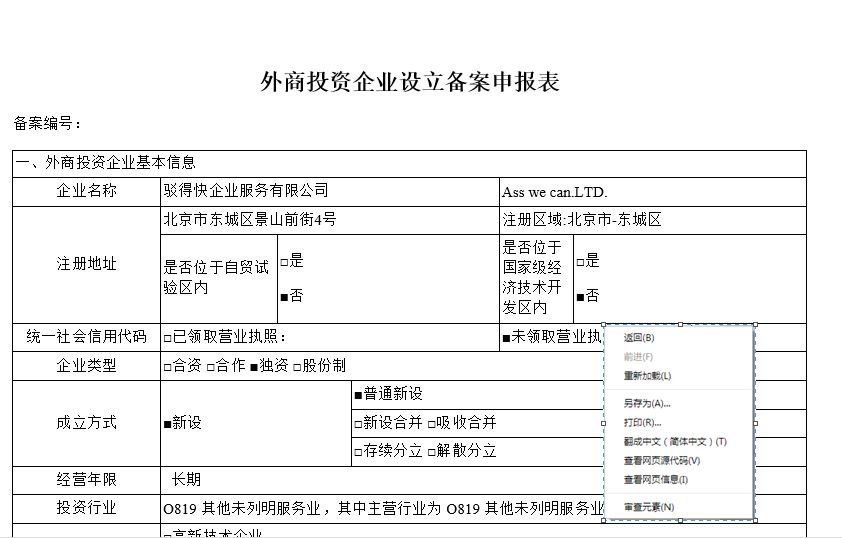 外商投资企业设立备案申报表
备案编号：
一、外商投资企业基本信息
企业名称 驳得快企业服务有限公司 Ass we can.LTD.
注册地址 北京市东城区景山前街4号 注册区域:北京市-东城区
是否位于自贸试验区内 □是 ■否 是否位于国家级经济技术开发区内 □是 ■否
统一社会信用代码 □已领取营业执照： ■未领取营业执
企业类型 □合资 □合作 ■独资 □股份制
成立方式 ■新设 ■普通新设
□新设合并 □吸收合并
□存续分立 □解散分立
经营年限 长期
投资行业 O819 其他未列明服务业，其中主营行业为 O819 其他未列明服务业
□高新技术企业
返回(B)
前进(F)
重新加载(L)
另存为(A)...
打印(R)...
翻成中文（简体中文）(T)
查看网页源代码(V)
查看网页信息(I)
审查元素(N)